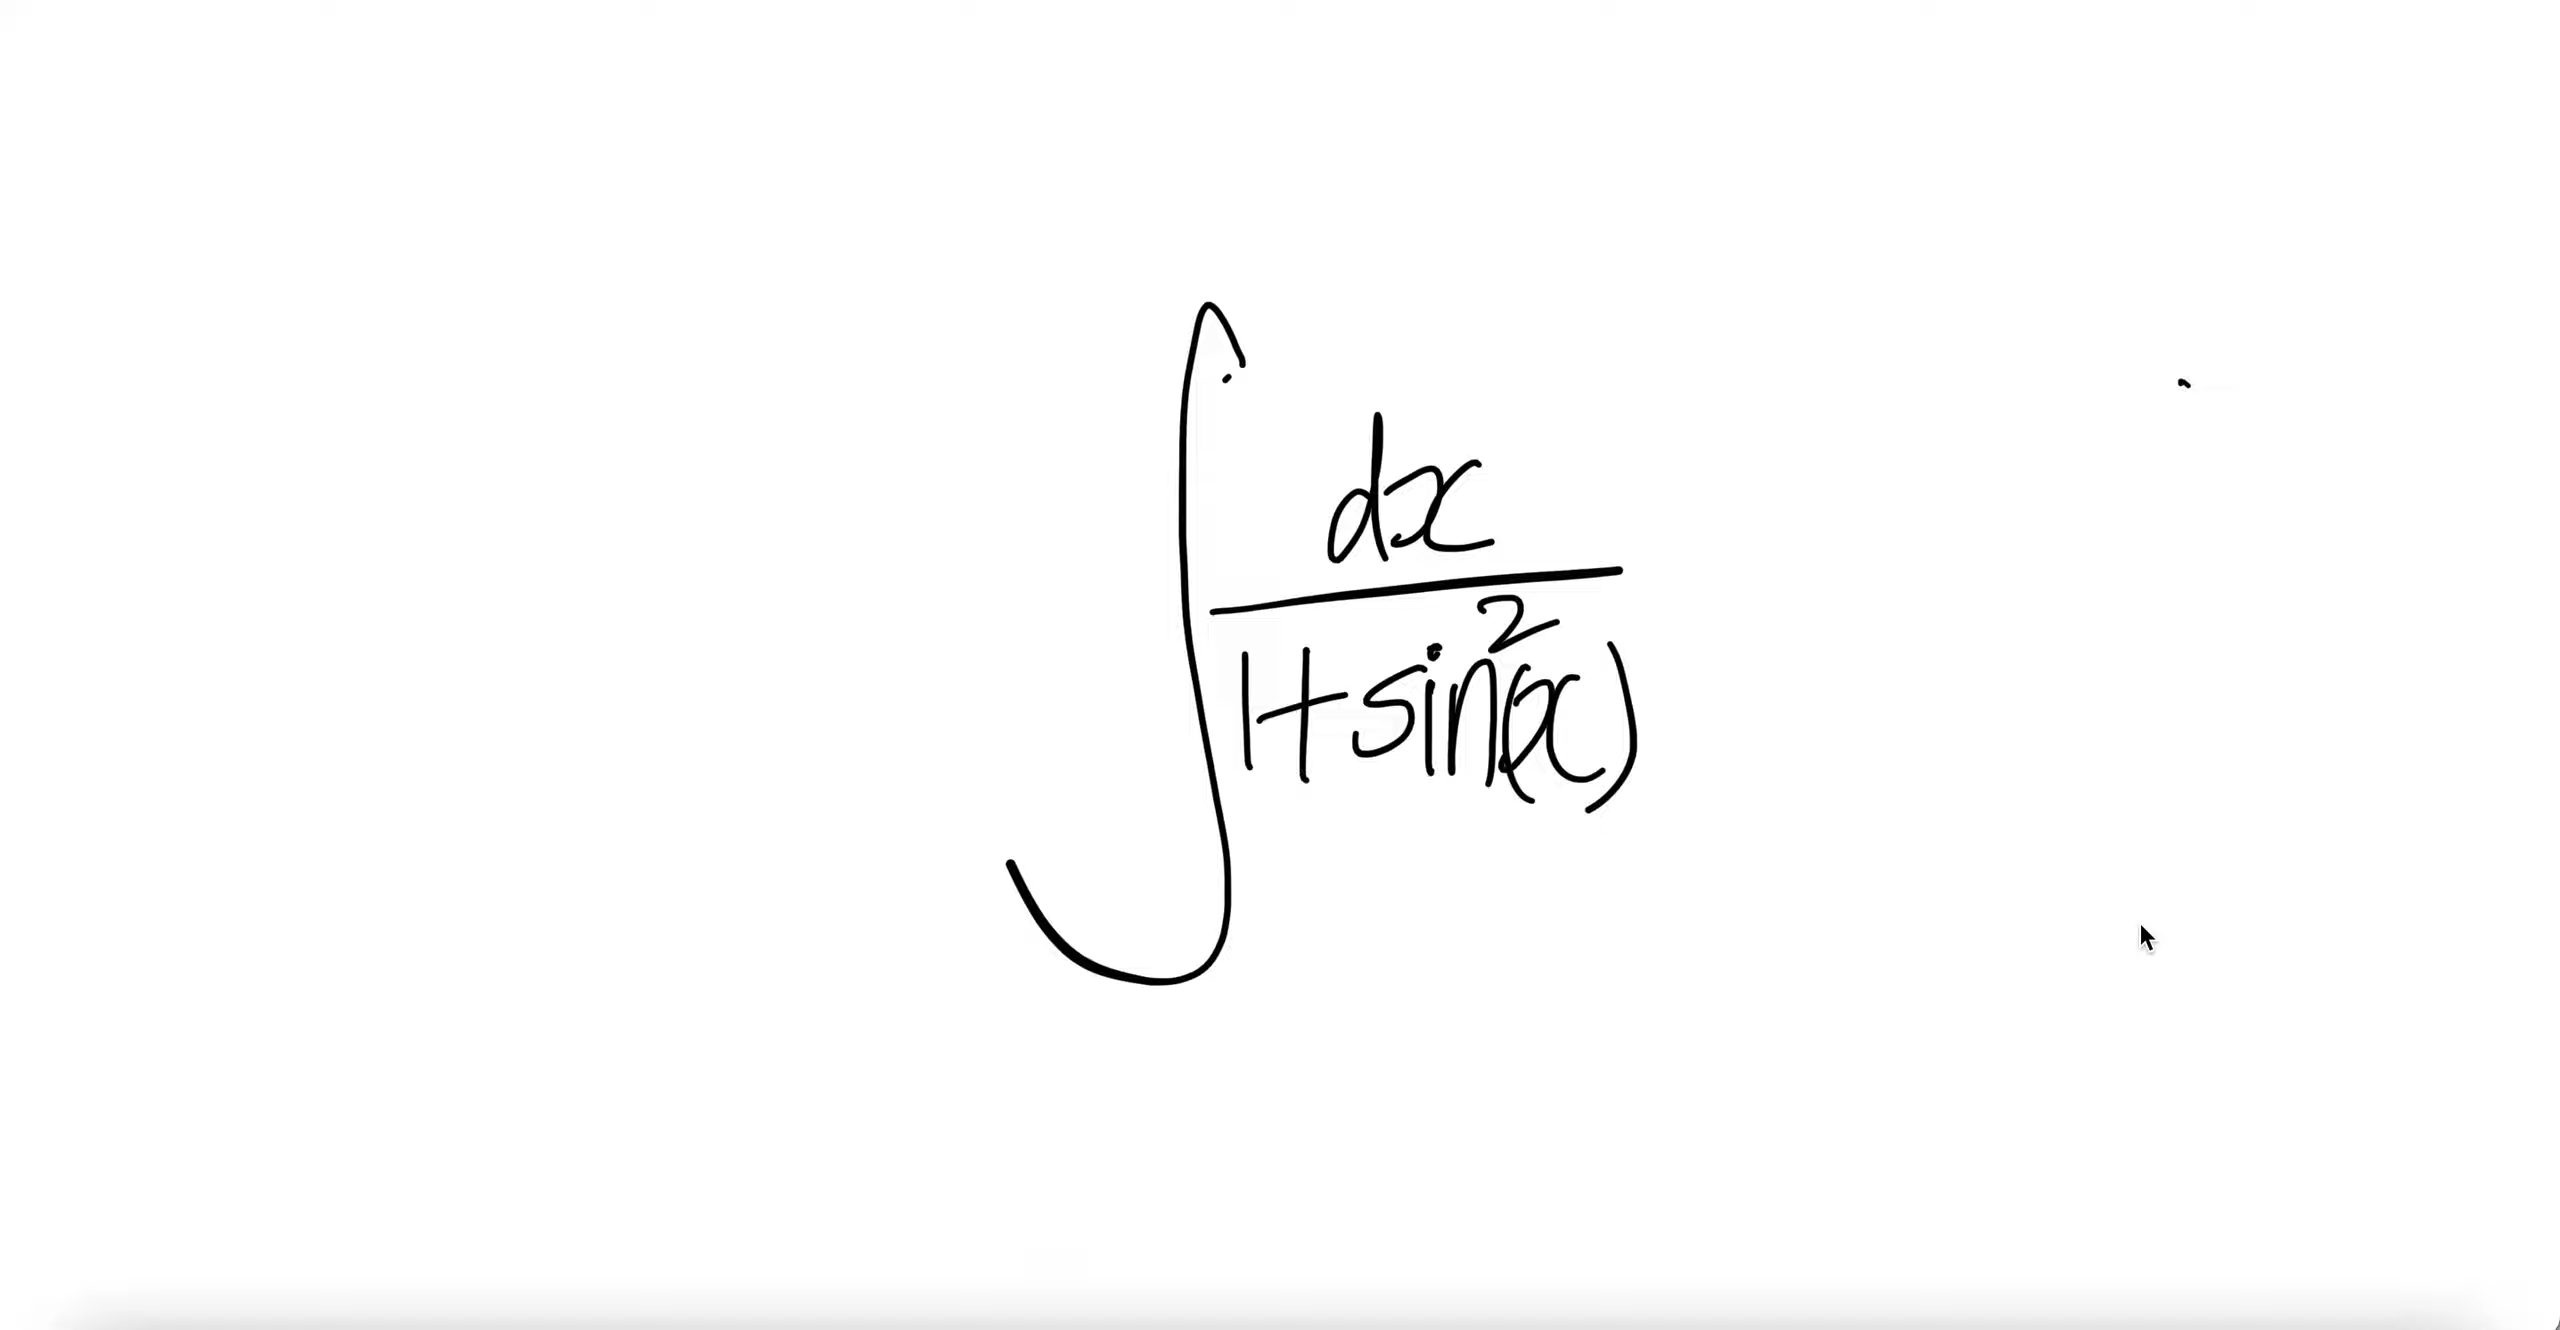 ∫ dx / 1+sin²(x)